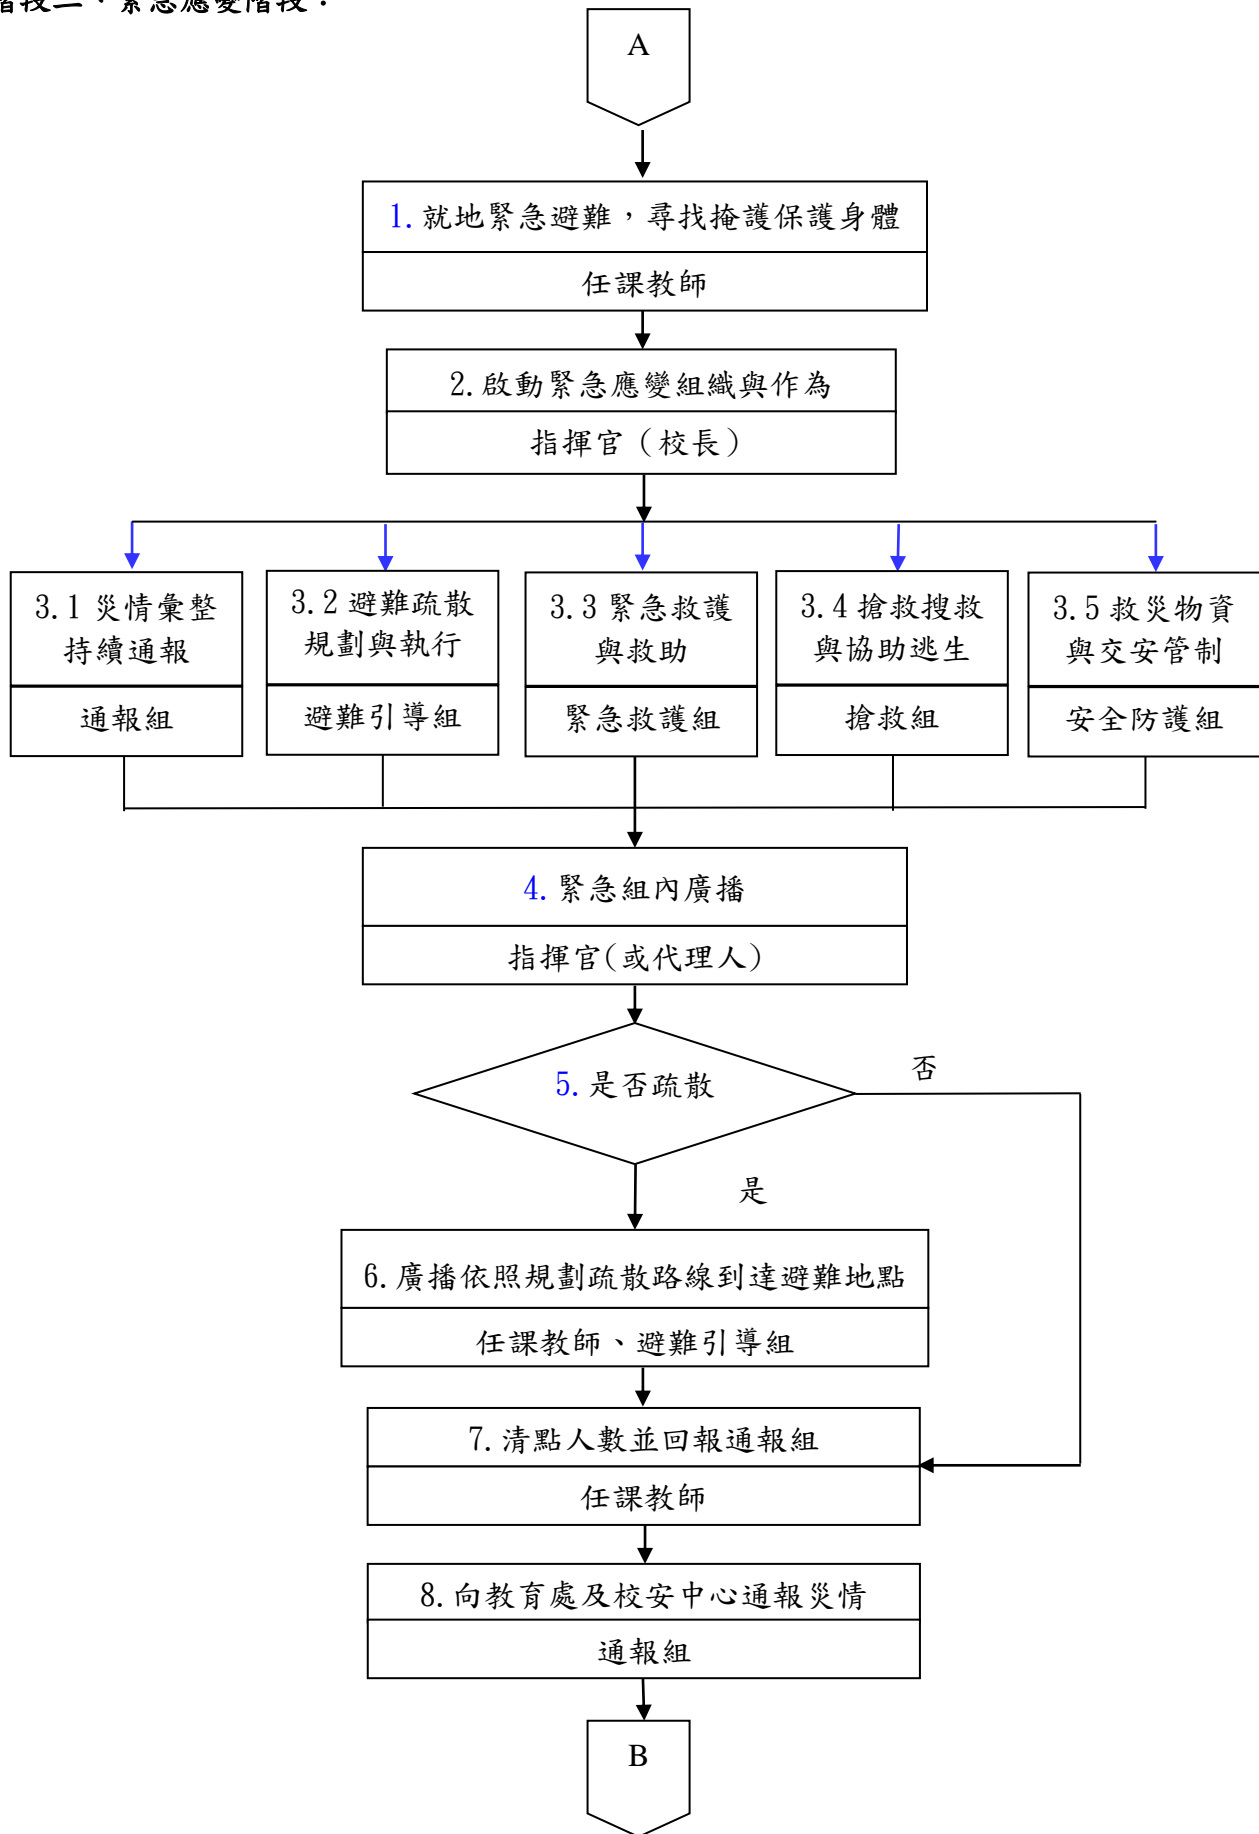 階段二、緊急應變階段：
A
1.就地緊急避難，尋找掩護保護身體
任課教師
2.啟動緊急應變組織與作為
指揮官（校長）
3.1 災情彙整
持續通報
通報組
3.2 避難疏散
規劃與執行
避難引導組
3.3 緊急救護
與救助
緊急救護組
3.4 搶救搜救
與協助逃生
搶救組
3.5 救災物資
與交安管制
安全防護組
4.緊急組內廣播
指揮官(或代理人)
5.是否疏散
否
是
6.廣播依照規劃疏散路線到達避難地點
任課教師、避難引導組
7.清點人數並回報通報組
任課教師
8.向教育處及校安中心通報災情
通報組
B